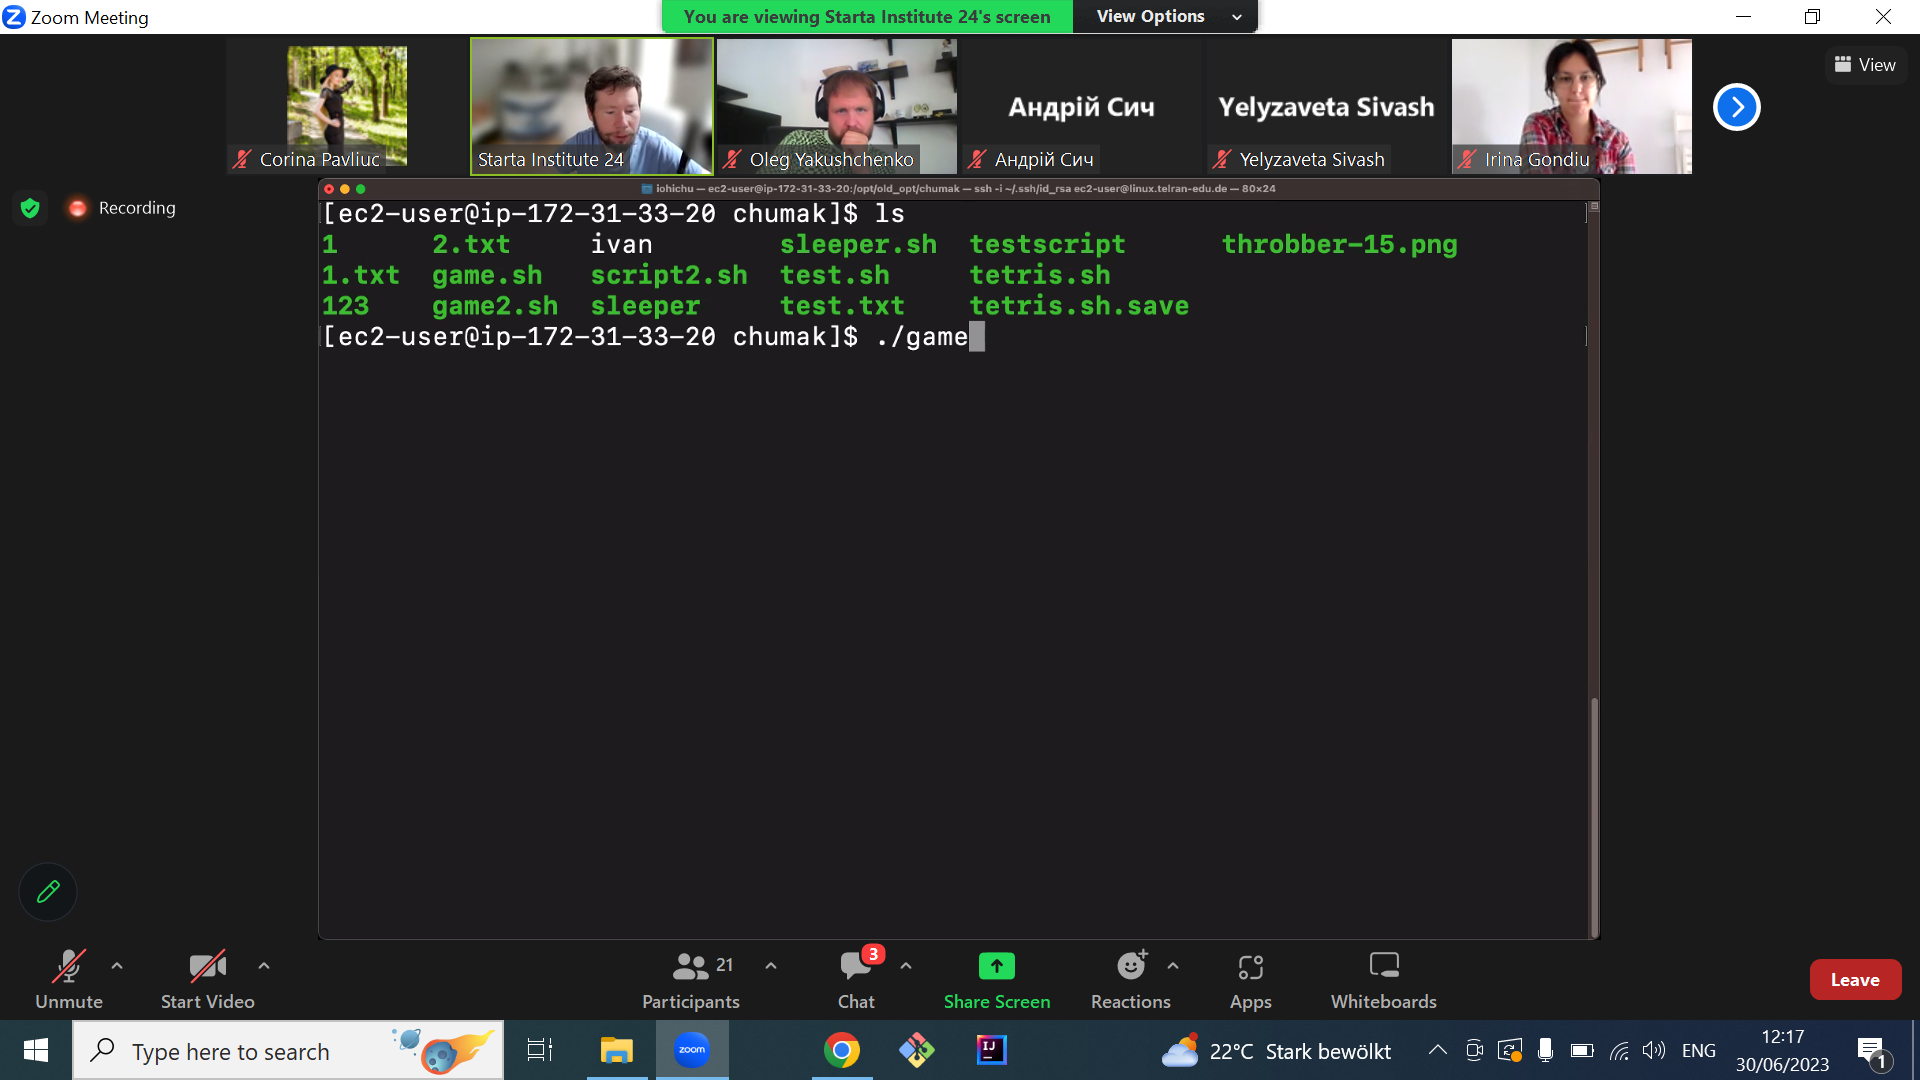 Zoom Meeting
You are viewing Starta Institute 24's screen View Options
View
Андрій Сич Yelyzaveta Sivash
Corina Pavliuc Starta Institute 24 Oleg Yakushchenko Андрій Сич Yelyzaveta Sivash Irina Gondiu
Recording
iohichu — ec2-user@ip-172-31-33-20:/opt/old_opt/chumak — ssh -i ~/.ssh/id_rsa ec2-user@linux.telran-edu.de — 80×24
[ec2-user@ip-172-31-33-20 chumak]$ ls
1 2.txt ivan sleeper.sh testscript throbber-15.png
1.txt game.sh script2.sh test.sh tetris.sh
123 game2.sh sleeper test.txt tetris.sh.save
[ec2-user@ip-172-31-33-20 chumak]$ ./game
21 3
Unmute Start Video Participants Chat Share Screen Reactions Apps Whiteboards Leave
Type here to search zoom IJ 22°C Stark bewölkt ENG 12:17
30/06/2023 1